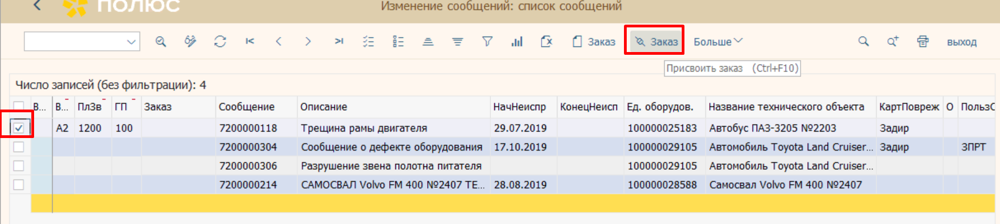 ПОЛЮС
Изменение сообщений: список сообщений
Заказ Заказ Больше выход
Присвоить заказ (Ctrl+F10)
Число записей (без фильтрации): 4
В... В... ПлЗв ГП Заказ Сообщение Описание НачНеиспр КонецНеисп Ед. оборудов. Название технического объекта КартПовреж О ПользС
A2 1200 100 7200000118 Трещина рамы двигателя 29.07.2019 100000025183 Автобус ПАЗ-3205 №2203 Задир
7200000304 Сообщение о дефекте оборудования 17.10.2019 100000029105 Автомобиль Toyota Land Cruiser... Задир ЗПРТ
7200000306 Разрушение звена полотна питателя 100000029105 Автомобиль Toyota Land Cruiser...
7200000214 САМОСВАЛ Volvo FM 400 №2407 ТЕ... 28.08.2019 100000028588 Самосвал Volvo FM 400 №2407